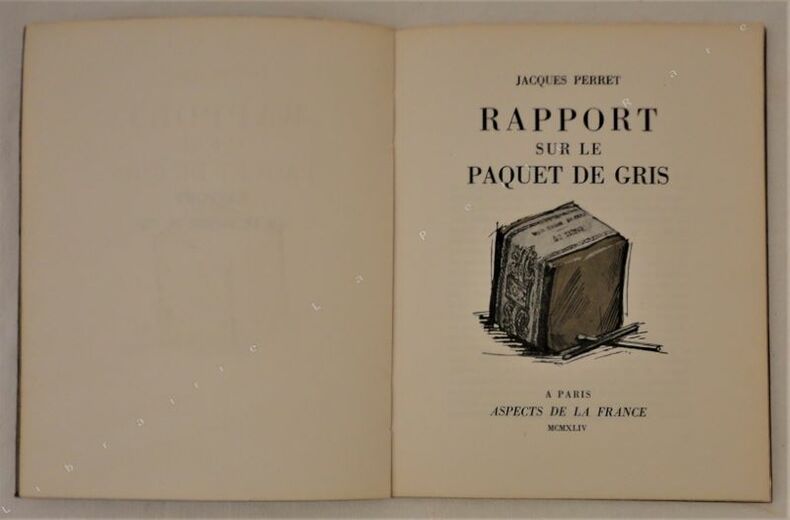 JACQUES PERRET
RAPPORT
SUR LE
PAQUET DE GRIS
A PARIS
ASPECTS DE LA FRANCE
MCMXLIV